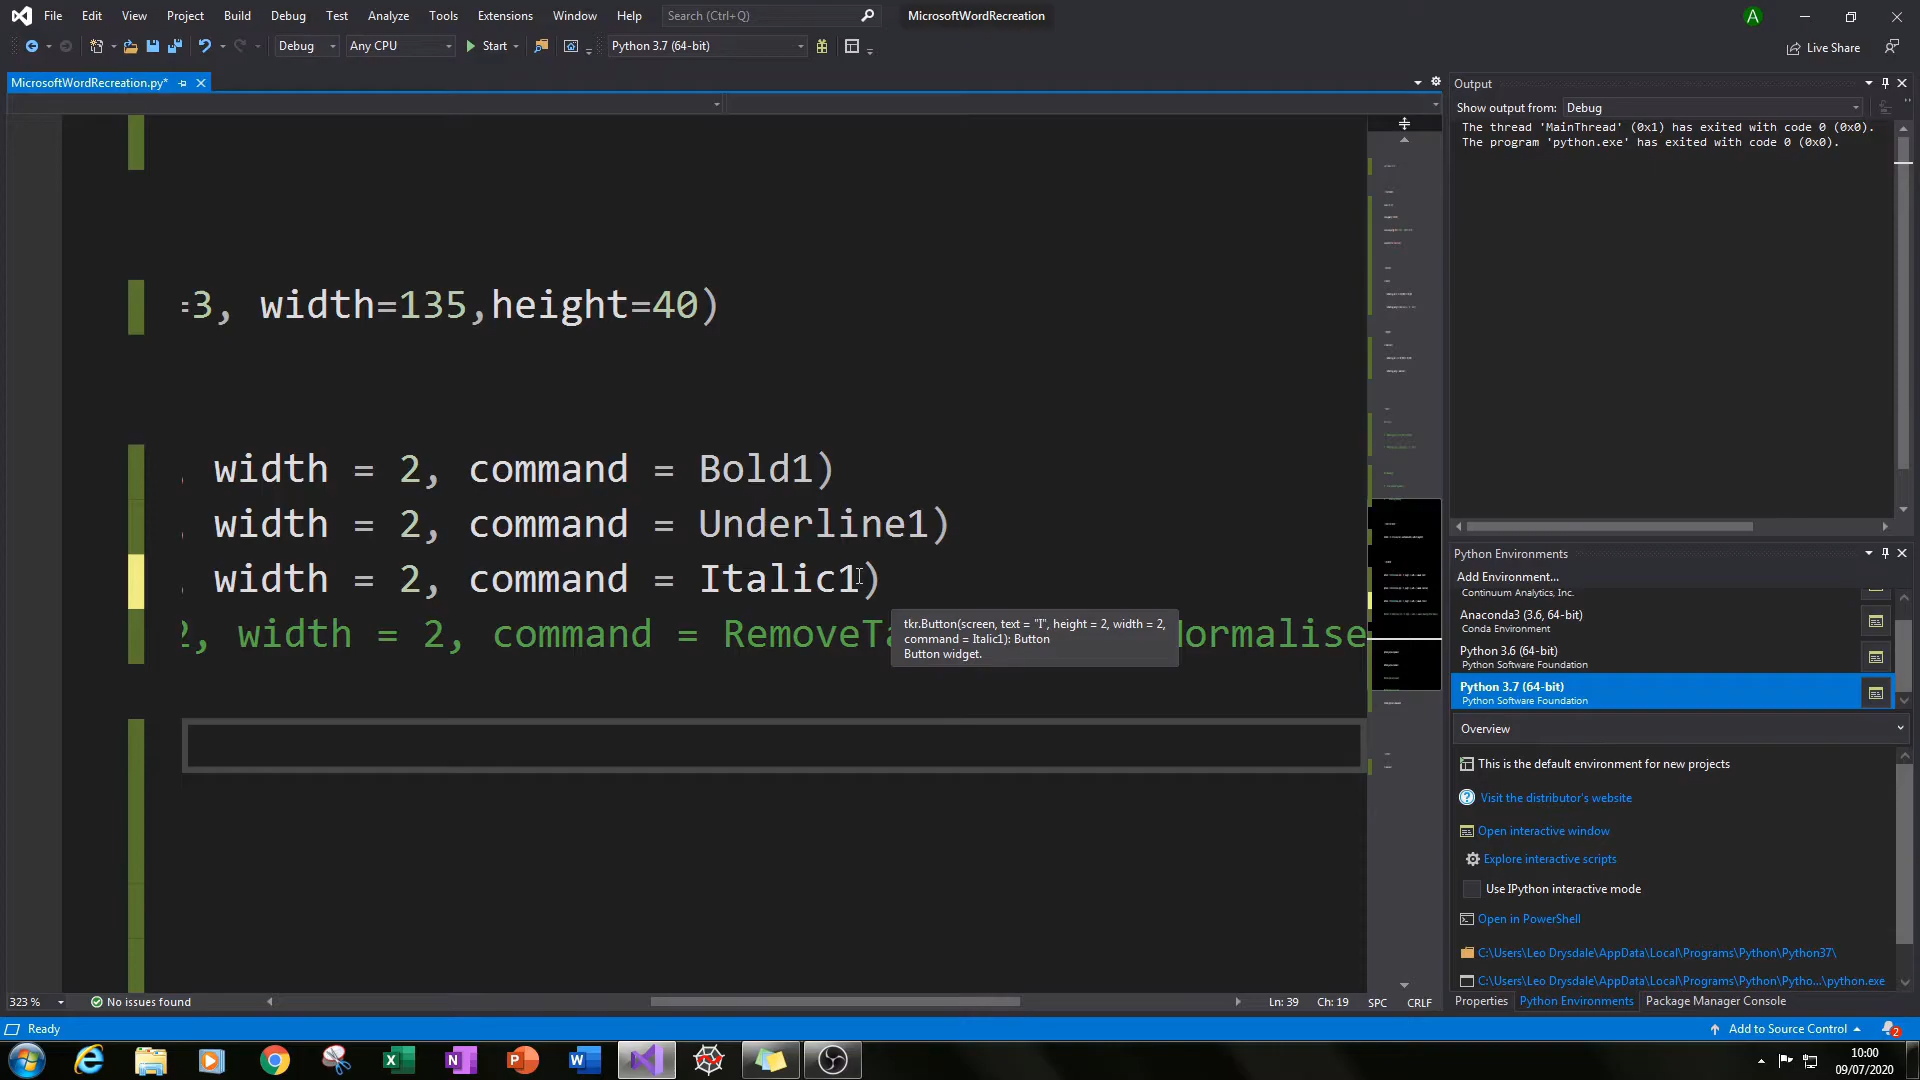 File Edit View Project Build Debug Test Analyze Tools Extensions Window Help Search (Ctrl+Q) MicrosoftWordRecreation A
Debug Any CPU Start Python 3.7 (64-bit) Live Share
MicrosoftWordRecreation.py*
=3, width=135,height=40)
, width = 2, command = Bold1)
, width = 2, command = Underline1)
, width = 2, command = Italic1)
2, width = 2, command = RemoveTa Normalise
tkr.Button(screen, text = "I", height = 2, width = 2,
command = Italic1): Button
Button widget.
323 % No issues found Ln: 39 Ch: 19 SPC CRLF
Output
Show output from: Debug
The thread 'MainThread' (0x1) has exited with code 0 (0x0).
The program 'python.exe' has exited with code 0 (0x0).
Python Environments
Add Environment...
Continuum Analytics, Inc.
Anaconda3 (3.6, 64-bit)
Conda Environment
Python 3.6 (64-bit)
Python Software Foundation
Python 3.7 (64-bit)
Python Software Foundation
Overview
This is the default environment for new projects
Visit the distributor's website
Open interactive window
Explore interactive scripts
Use IPython interactive mode
Open in PowerShell
C:\Users\Leo Drysdale\AppData\Local\Programs\Python\Python37\
C:\Users\Leo Drysdale\AppData\Local\Programs\Python\Pytho...\python.exe
Properties Python Environments Package Manager Console
Ready Add to Source Control 2
10:00
09/07/2020